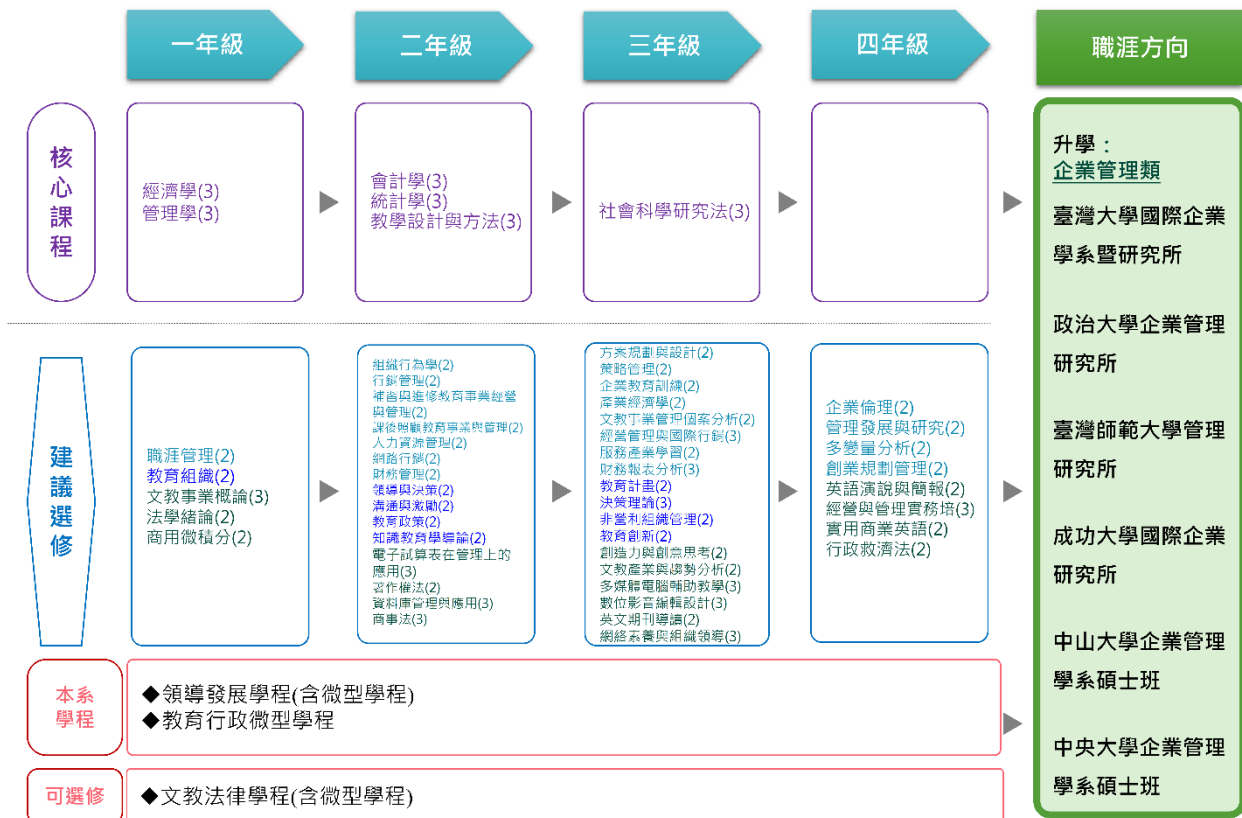 一年級
二年級
三年級
四年級
職涯方向
核心課程
經濟學(3)
管理學(3)
會計學(3)
統計學(3)
教學設計與方法(3)
社會科學研究法(3)
建議選修
職涯管理(2)
教育組織(2)
文教事業概論(3)
法學緒論(2)
商用微積分(2)
組織行為學(2)
行銷管理(2)
補習與進修教育事業經營
與管理(2)
課後照顧教育事業與管理(2)
人力資源管理(2)
網路行銷(2)
財務管理(2)
領導與決策(2)
溝通與激勵(2)
教育政策(2)
知識教育學導論(2)
電子試算表在管理上的
應用(3)
著作權法(2)
資料庫管理與應用(3)
商事法(3)
方案規劃與設計(2)
策略管理(2)
企業教育訓練(2)
產業經濟學(2)
文教事業管理個案分析(2)
經營管理與國際行銷(3)
服務產業學習(2)
財務報表分析(3)
教育計畫(2)
決策理論(3)
非營利組織管理(2)
教育創新(2)
創造力與創意思考(2)
文教產業與趨勢分析(2)
多媒體電腦輔助教學(3)
數位影音編輯設計(3)
英文期刊導讀(2)
網絡素養與組織領導(3)
企業倫理(2)
管理發展與研究(2)
多變量分析(2)
創業規劃管理(2)
英語演說與簡報(2)
經營與管理實務培(3)
實用商業英語(2)
行政救濟法(2)
本系
學程
◆領導發展學程(含微型學程)
◆教育行政微型學程
可選修
◆文教法律學程(含微型學程)
升學：
企業管理類
臺灣大學國際企業
學系暨研究所
政治大學企業管理
研究所
臺灣師範大學管理
研究所
成功大學國際企業
研究所
中山大學企業管理
學系碩士班
中央大學企業管理
學系碩士班